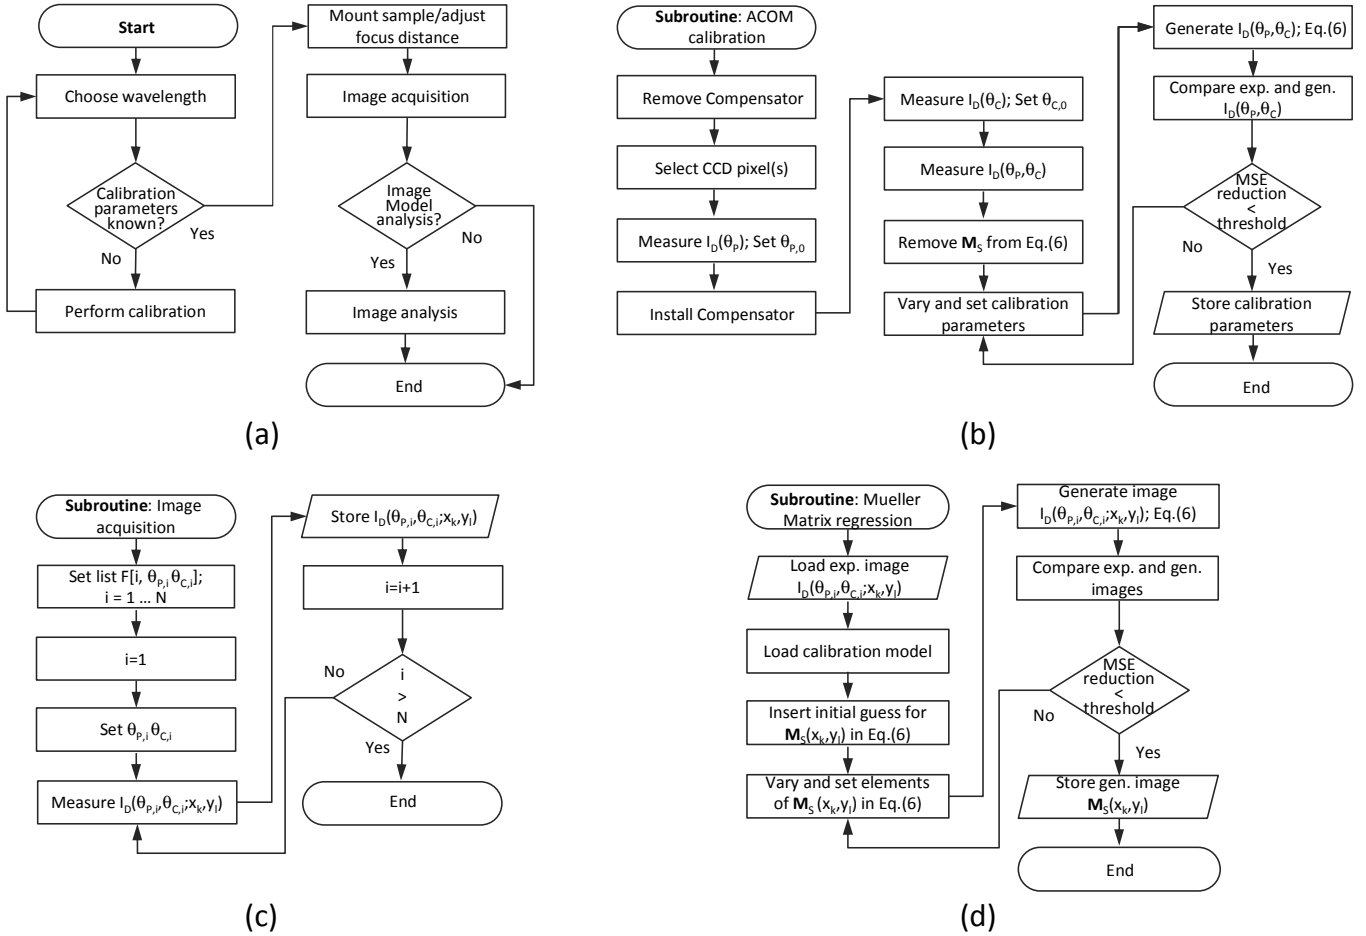 Start
Choose wavelength
Calibration
parameters
known?
Yes
No
Perform calibration
Mount sample/adjust
focus distance
Image acquisition
Image
Model
analysis?
No
Yes
Image analysis
End
(a)
Subroutine: ACOM
calibration
Remove Compensator
Select CCD pixel(s)
Measure I_D(θ_P); Set θ_P,0
Install Compensator
Measure I_D(θ_C); Set θ_C,0
Measure I_D(θ_P,θ_C)
Remove M_S from Eq.(6)
Vary and set calibration
parameters
Generate I_D(θ_P,θ_C); Eq.(6)
Compare exp. and gen.
I_D(θ_P,θ_C)
MSE
reduction
<
threshold
No
Yes
Store calibration
parameters
End
(b)
Subroutine: Image
acquisition
Set list F[i, θ_P,i θ_C,i];
i = 1 ... N
i=1
Set θ_P,i θ_C,i
Measure I_D(θ_P,i,θ_C,i;x_k,y_l)
Store I_D(θ_P,i,θ_C,i;x_k,y_l)
i=i+1
No
i
>
N
Yes
End
(c)
Subroutine: Mueller
Matrix regression
Load exp. image
I_D(θ_P,i,θ_C,i;x_k,y_l)
Load calibration model
Insert initial guess for
M_S(x_k,y_l) in Eq.(6)
Vary and set elements
of M_S (x_k,y_l) in Eq.(6)
Generate image
I_D(θ_P,i,θ_C,i;x_k,y_l); Eq.(6)
Compare exp. and gen.
images
MSE
reduction
<
threshold
No
Yes
Store gen. image
M_S(x_k,y_l)
End
(d)